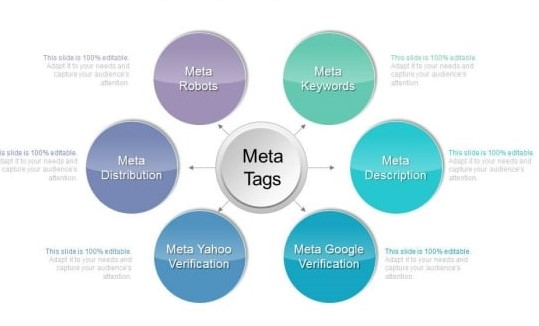 This slide is 100% editable.
Adapt it to your needs and
capture your audience's
attention.
Meta
Robots
Meta
Keywords
This slide is 100% editable.
Adapt it to your needs and
capture your audience's
attention.
is slide is 100% editable.
Adapt it to your needs and
capture your audience's
attention.
Meta
Distribution
Meta
Tags
Meta
Description
This slide is 100% editable.
Adapt it to your needs and
capture your audience's
attention.
This slide is 100% editable.
Adapt it to your needs and
capture your audience's
attention.
Meta Yahoo
Verification
Meta Google
Verification
This slide is 100% editable.
Adapt it to your needs and
capture your audience's
attention.